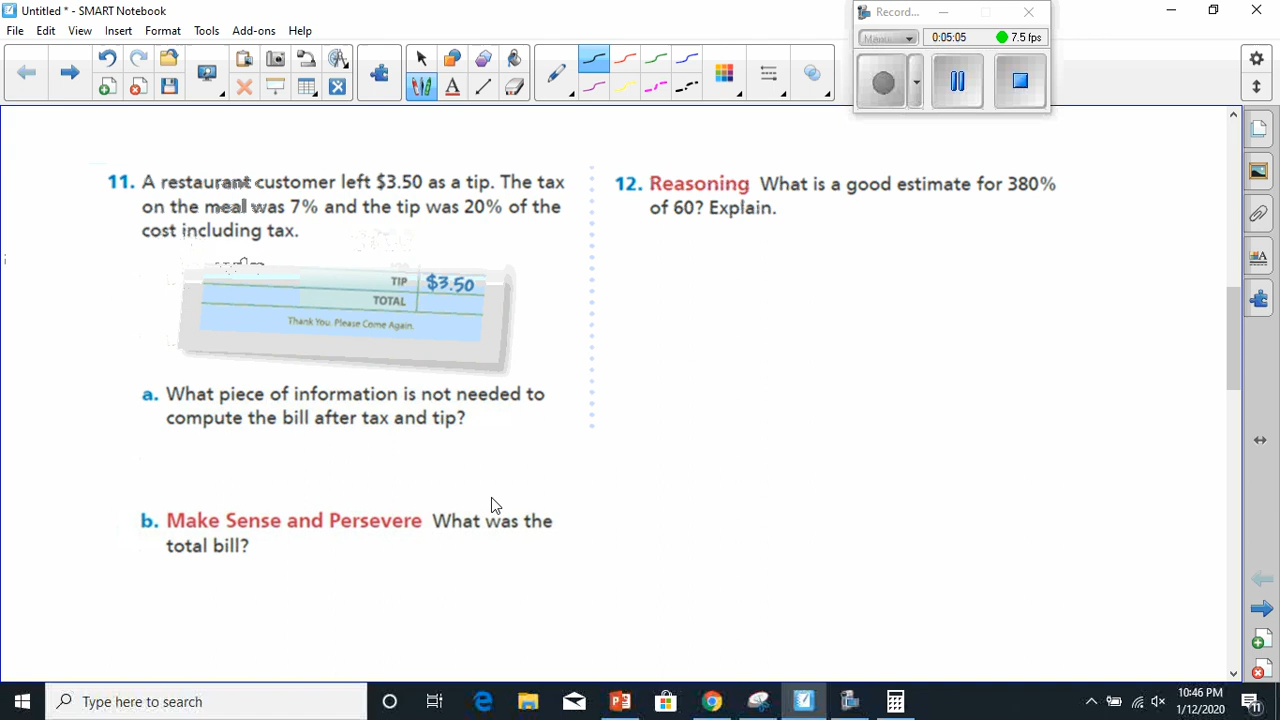 Untitled * - SMART Notebook
File Edit View Insert Format Tools Add-ons Help
Record...
Menu
0:05:05
7.5 fps
A
11. A restaurant customer left $3.50 as a tip. The tax
on the meal was 7% and the tip was 20% of the
cost including tax.
TIP $3.50
TOTAL
Thank You. Please Come Again.
a. What piece of information is not needed to
compute the bill after tax and tip?
b. Make Sense and Persevere What was the
total bill?
12. Reasoning What is a good estimate for 380%
of 60? Explain.
Type here to search
10:46 PM
1/12/2020
11